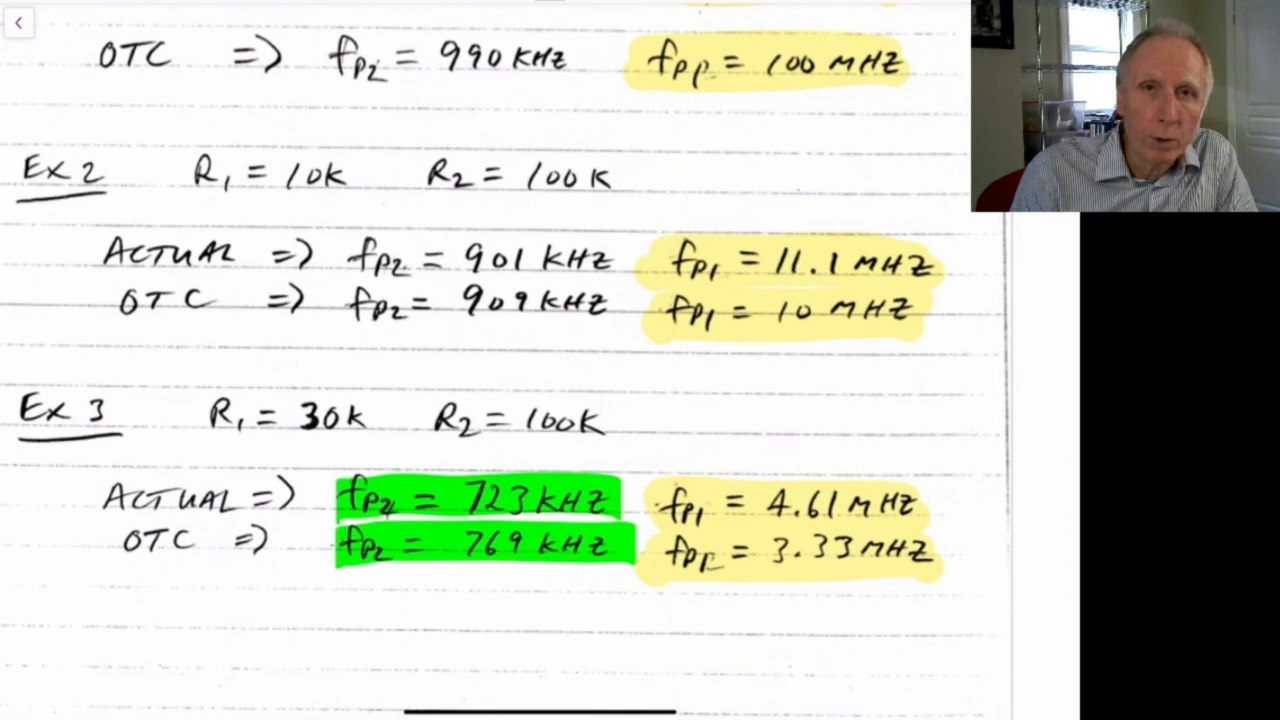 OTC => fp2 = 990 KHZ fp1 = 100 MHZ
Ex 2 R1 = 10K R2 = 100K
ACTUAL => fp2 = 901 KHZ fp1 = 11.1 MHZ
OTC => fp2 = 909 KHZ fp1 = 10 MHZ
Ex 3 R1 = 30K R2 = 100K
ACTUAL => fp2 = 723 KHZ fp1 = 4.61 MHZ
OTC => fp2 = 769 KHZ fp1 = 3.33 MHZ